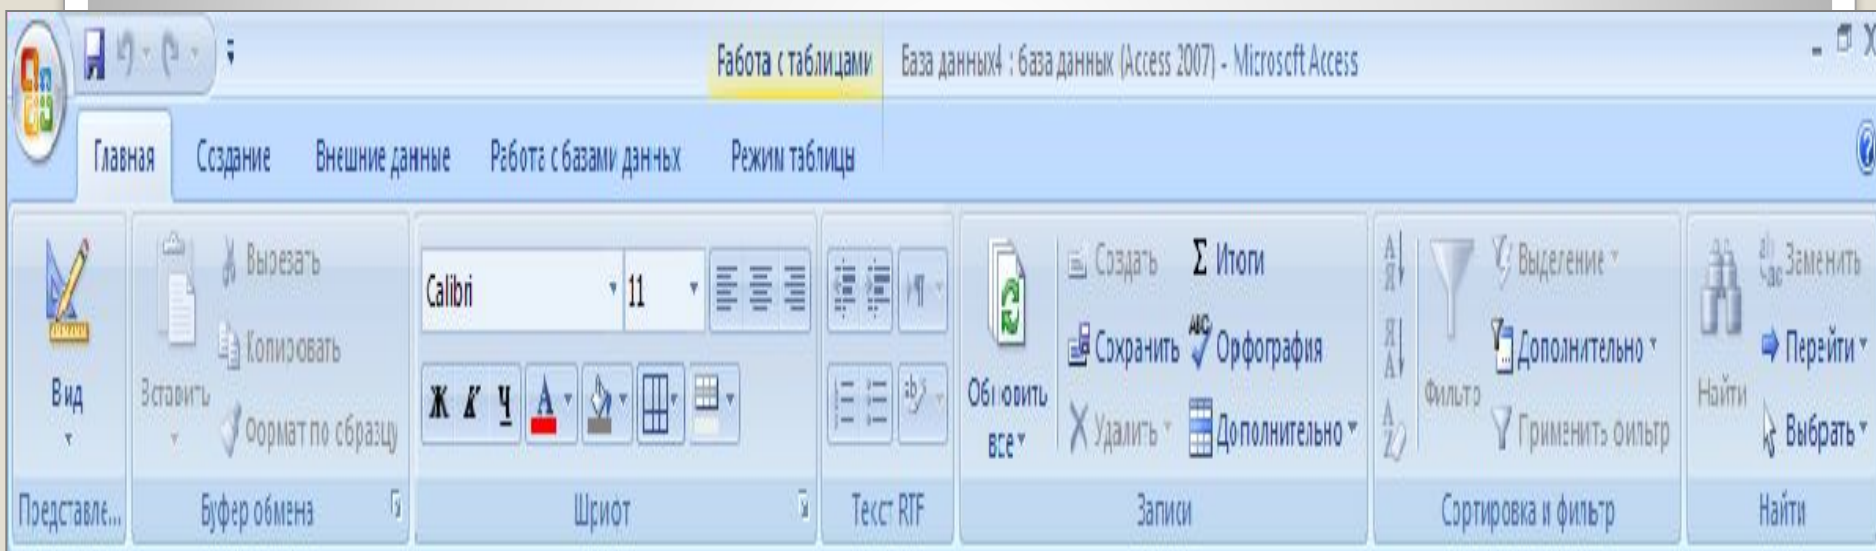 Работа с таблицами База данных4 : база данных (Access 2007) - Microsoft Access
Главная Создание Внешние данные Работа с базами данных Режим таблицы
Вид
Вставить
Вырезать
Копировать
Формат по образцу
Calibri 11
Ж К Ч
Обновить все
Создать
Сохранить
Удалить
Σ Итоги
Орфография
Дополнительно
Фильтр
Выделение
Дополнительно
Применить фильтр
Найти
Заменить
Перейти
Выбрать
Представле... Буфер обмена Шрифт Текст RTF Записи Сортировка и фильтр Найти